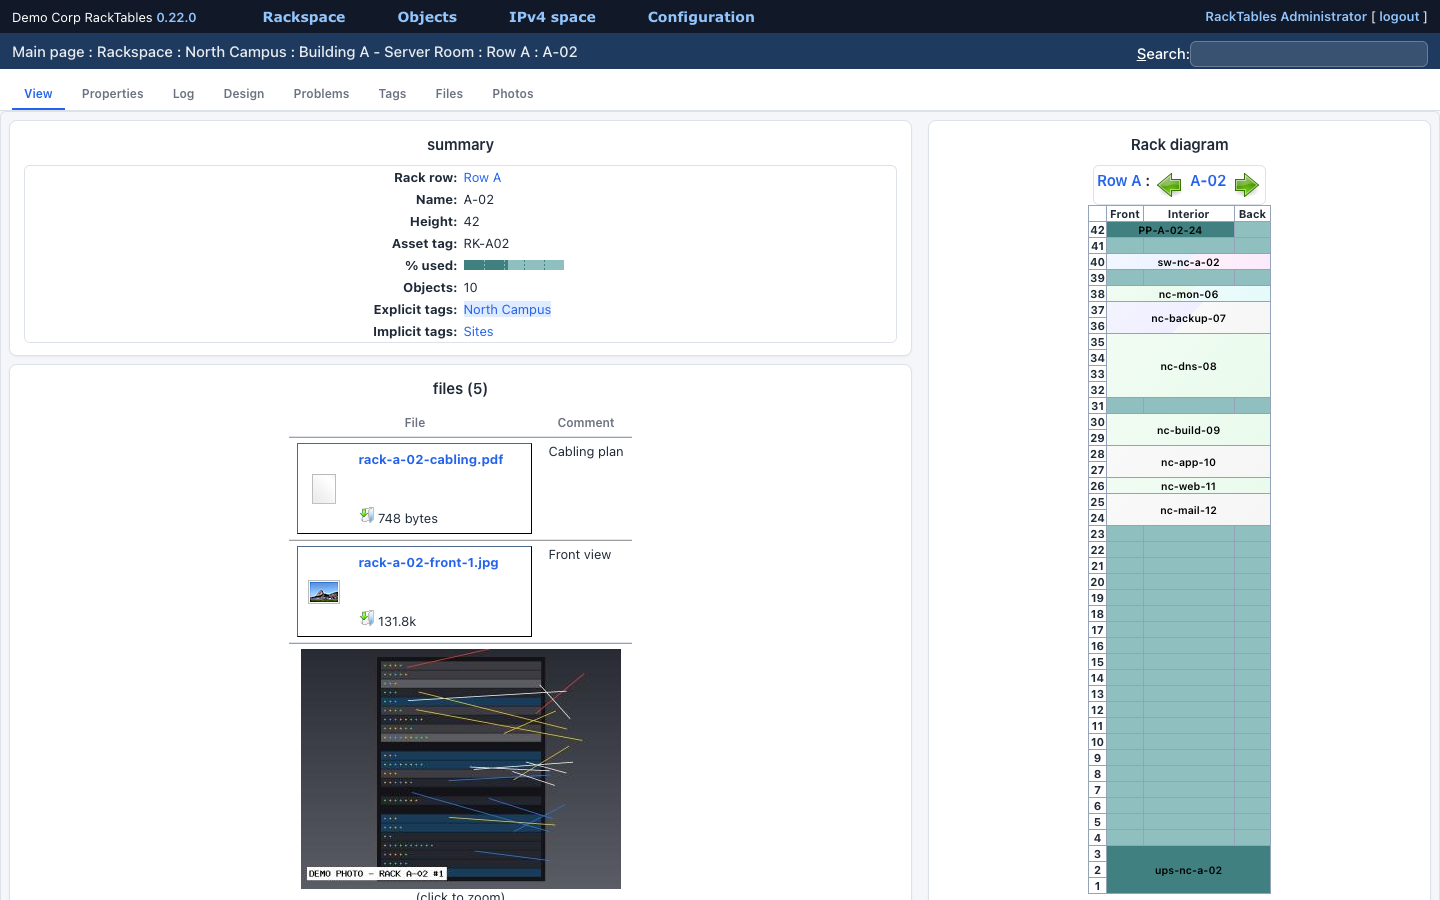 Demo Corp RackTables 0.22.0
Rackspace
Objects
IPv4 space
Configuration
RackTables Administrator [ logout ]
Main page : Rackspace : North Campus : Building A - Server Room : Row A : A-02
Search:
View
Properties
Log
Design
Problems
Tags
Files
Photos
summary
Rack row: Row A
Name: A-02
Height: 42
Asset tag: RK-A02
% used:
Objects: 10
Explicit tags: North Campus
Implicit tags: Sites
files (5)
File Comment
rack-a-02-cabling.pdf
Cabling plan
748 bytes
rack-a-02-front-1.jpg
Front view
131.8k
DEMO PHOTO - RACK A-02 #1
(click to zoom)
Rack diagram
Row A : A-02
Front Interior Back
42 PP-A-02-24
41
40 sw-nc-a-02
39
38 nc-mon-06
37
nc-backup-07
36
35
34
nc-dns-08
33
32
31
30
nc-build-09
29
28
nc-app-10
27
26 nc-web-11
25
nc-mail-12
24
23
22
21
20
19
18
17
16
15
14
13
12
11
10
9
8
7
6
5
4
3
2 ups-nc-a-02
1